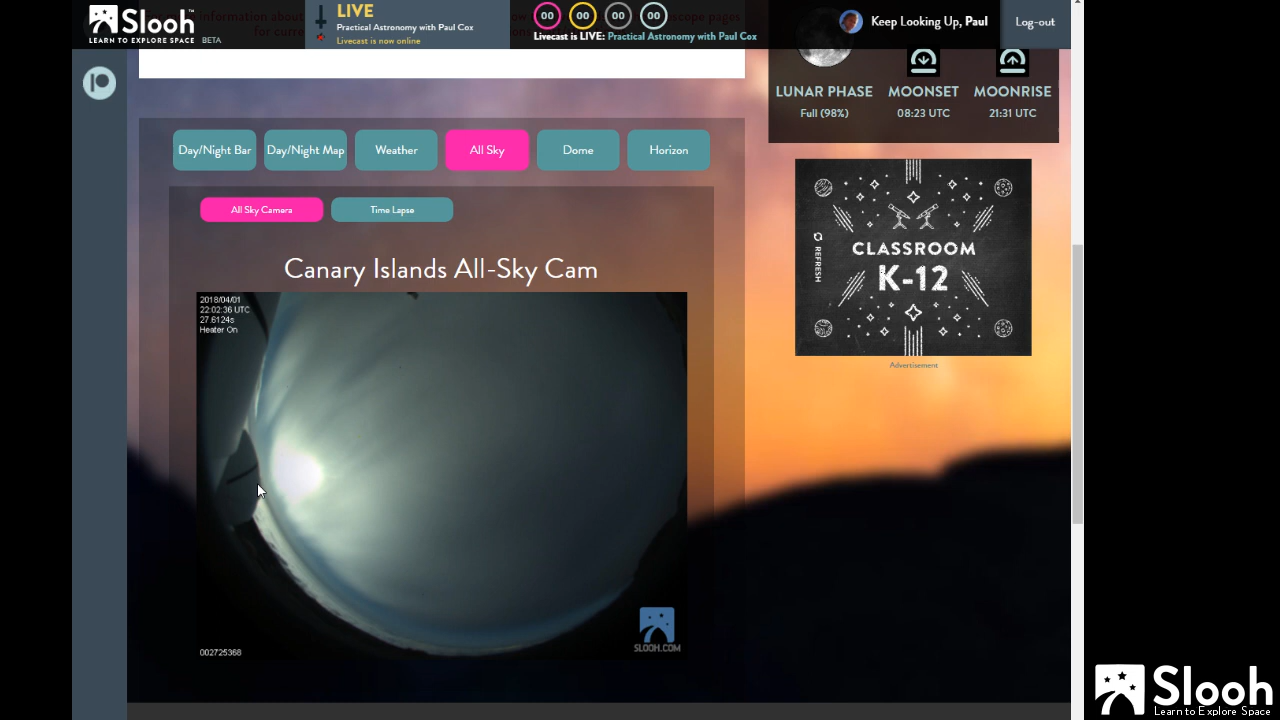 Slooh™
LEARN TO EXPLORE SPACE BETA
LIVE
Practical Astronomy with Paul Cox
Livecast is now online
00 00 00 00
Livecast is LIVE: Practical Astronomy with Paul Cox
Keep Looking Up, Paul
Log-out
LUNAR PHASE
Full (98%)
MOONSET
08:23 UTC
MOONRISE
21:31 UTC
Day/Night Bar
Day/Night Map
Weather
All Sky
Dome
Horizon
All Sky Camera
Time Lapse
Canary Islands All-Sky Cam
2018/04/01
22:02:36 UTC
27.6124s
Heater On
002725368
SLOOH.COM
REFRESH
CLASSROOM
K-12
Advertisement
Slooh
Learn to Explore Space